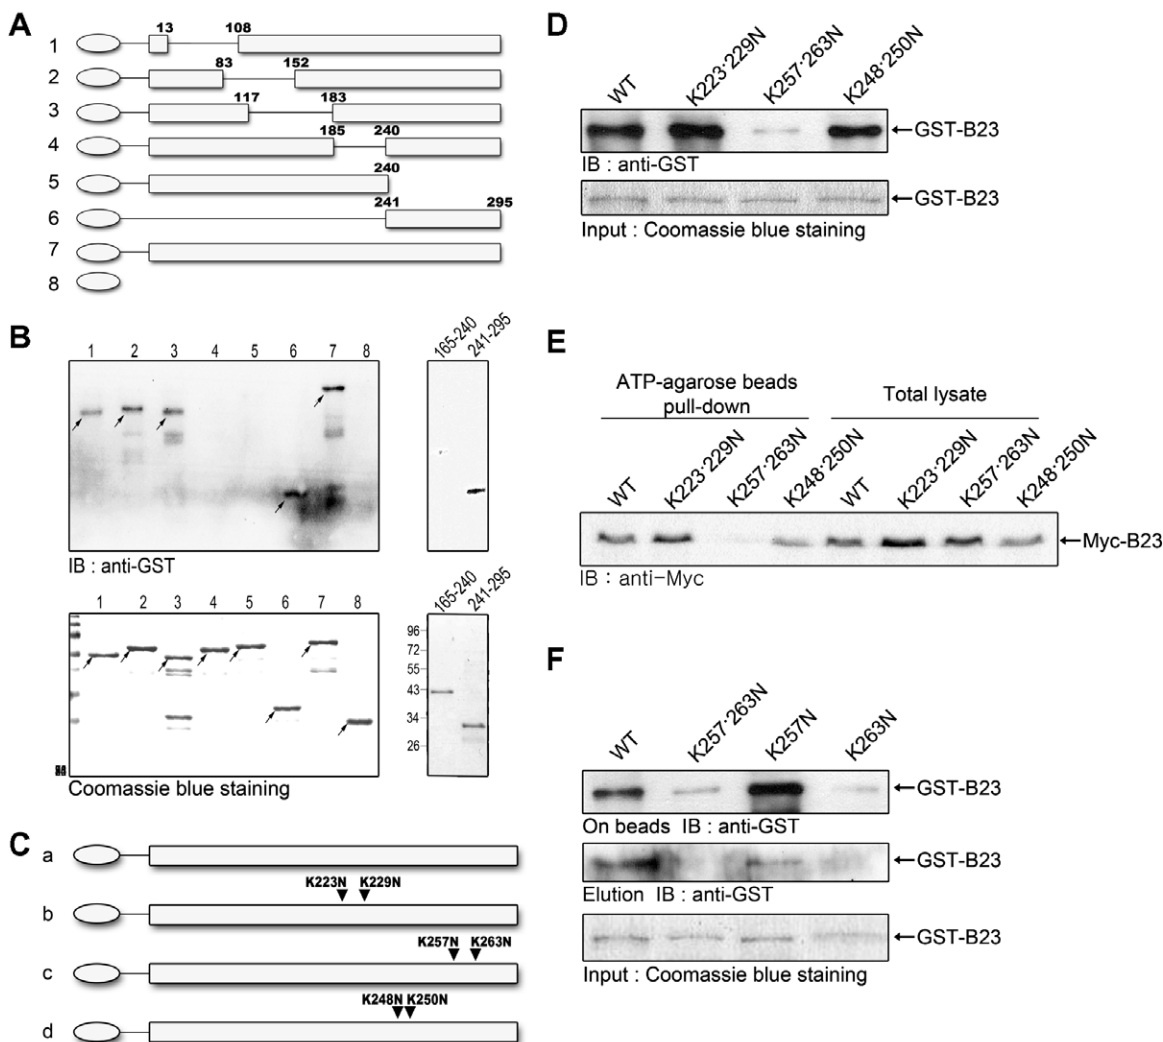 A
1 13 108
2 83 152
3 117 183
4 185 240
5 240
6 241 295
7
8
B
1 2 3 4 5 6 7 8
165-240 241-295
IB : anti-GST
1 2 3 4 5 6 7 8
165-240 241-295
96
72
55
43
34
26
Coomassie blue staining
C
a
K223N K229N
b
K257N K263N
c
K248N K250N
d
D
WT K223·229N K257·263N K248·250N
GST-B23
IB : anti-GST
GST-B23
Input : Coomassie blue staining
E
ATP-agarose beads pull-down
Total lysate
WT K223·229N K257·263N K248·250N WT K223·229N K257·263N K248·250N
Myc-B23
IB : anti-Myc
F
WT K257·263N K257N K263N
GST-B23
On beads IB : anti-GST
GST-B23
Elution IB : anti-GST
GST-B23
Input : Coomassie blue staining